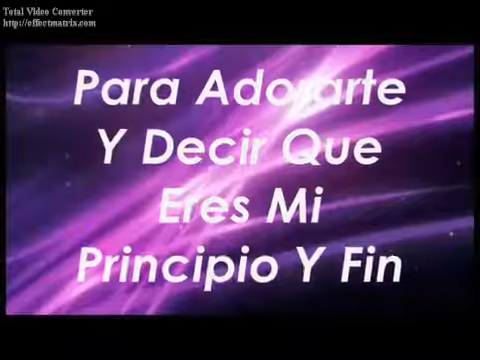 Total Video Converter
http://effectmatrix.com
Para Adorarte
Y Decir Que
Eres Mi
Principio Y Fin